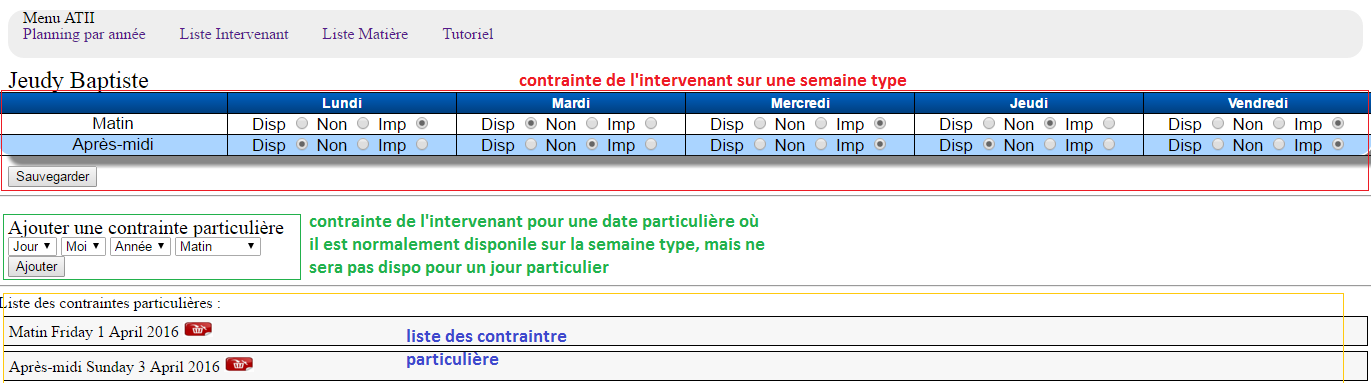 Menu ATII
Planning par année Liste Intervenant Liste Matière Tutoriel
Jeudy Baptiste
contrainte de l'intervenant sur une semaine type
Lundi Mardi Mercredi Jeudi Vendredi
Matin Disp Non Imp Disp Non Imp Disp Non Imp Disp Non Imp Disp Non Imp
Après-midi Disp Non Imp Disp Non Imp Disp Non Imp Disp Non Imp Disp Non Imp
Sauvegarder
Ajouter une contrainte particulière
Jour Moi Année Matin
Ajouter
contrainte de l'intervenant pour une date particulière où
il est normalement disponile sur la semaine type, mais ne
sera pas dispo pour un jour particulier
Liste des contraintes particulières :
Matin Friday 1 April 2016
Après-midi Sunday 3 April 2016
liste des contraintre
particulière